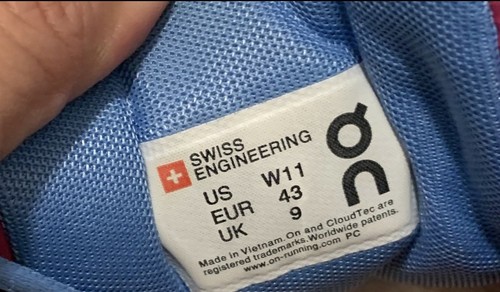 SWISS
ENGINEERING
US W11
EUR 43
UK 9
On
Made in Vietnam. On and CloudTec are
registered trademarks. Worldwide patents.
www.on-running.com PC